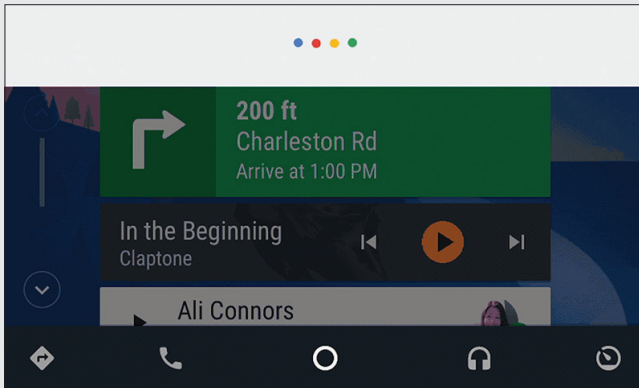 200 ft
Charleston Rd
Arrive at 1:00 PM
In the Beginning
Claptone
Ali Connors